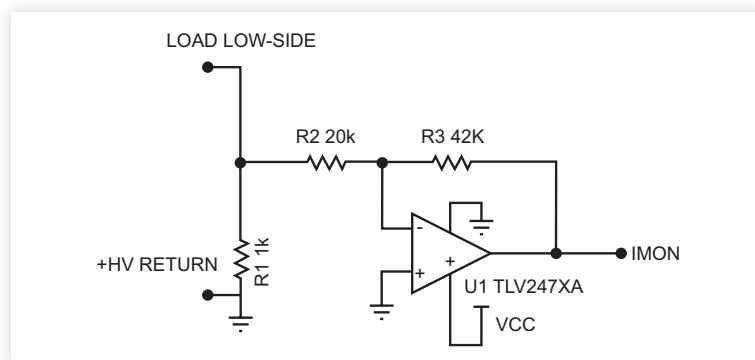 LOAD LOW-SIDE
R2 20k
R3 42K
R1 1k
+HV RETURN
-
+
+
IMON
U1 TLV247XA
VCC